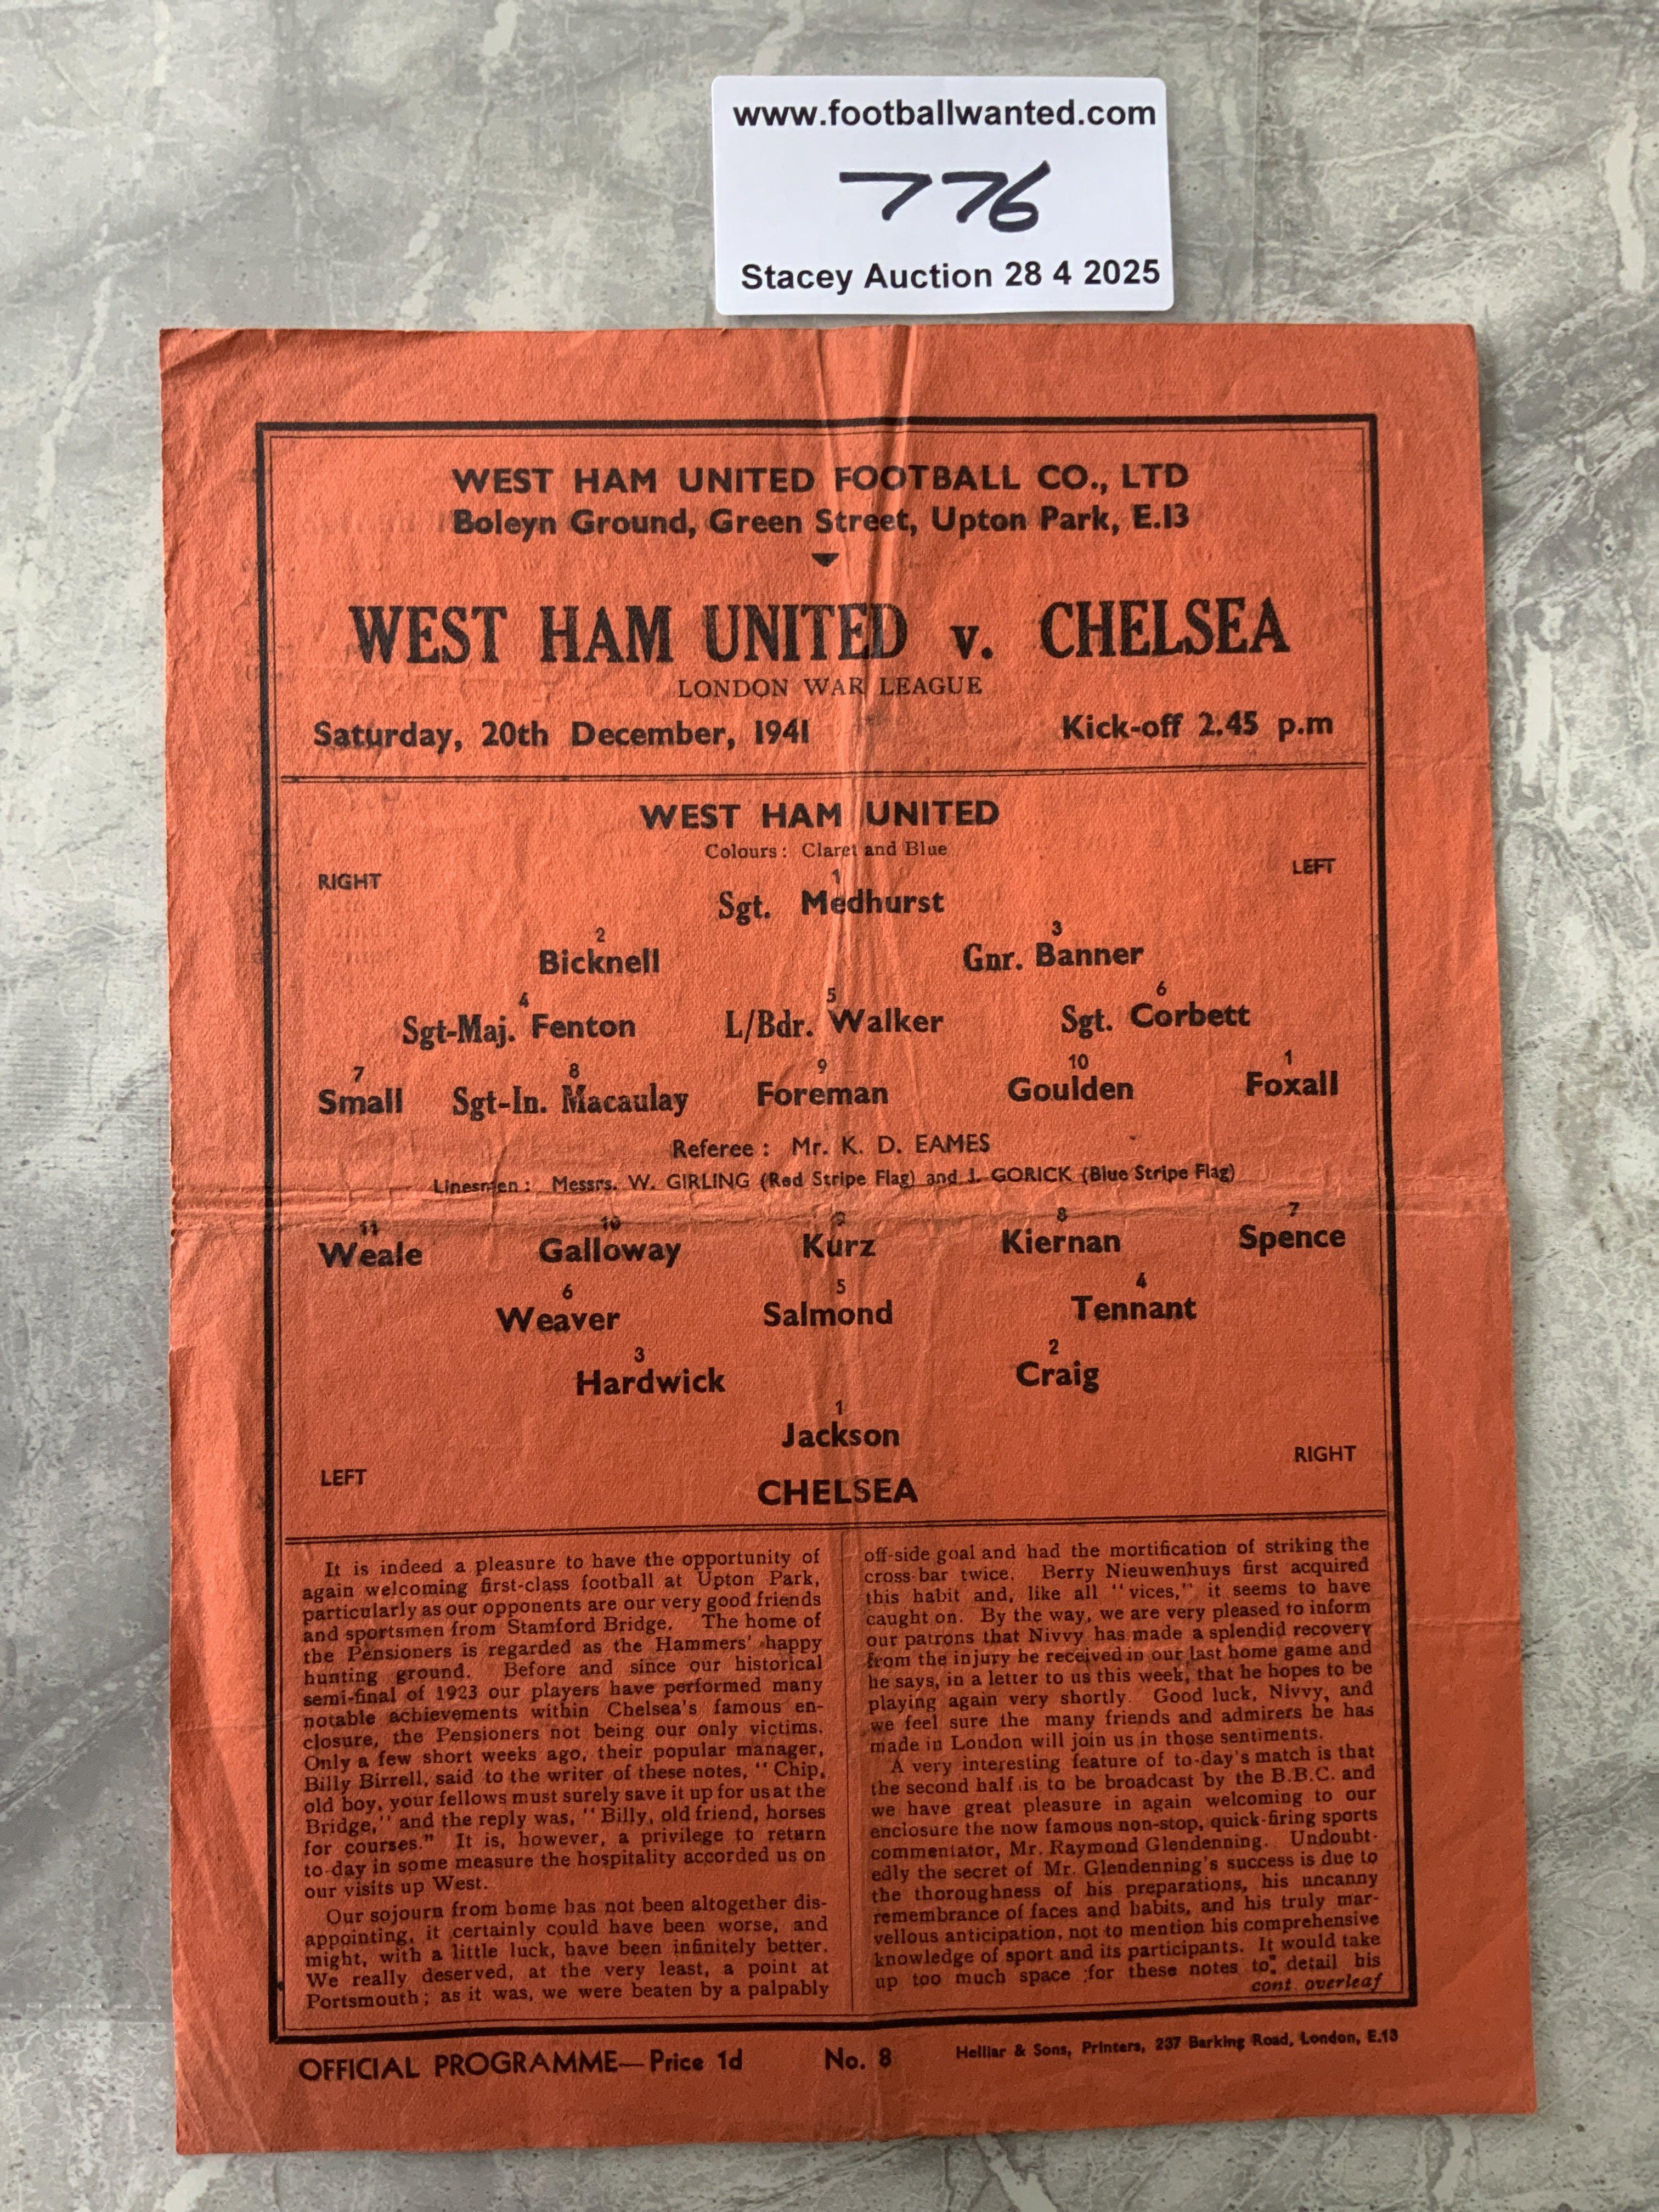 www.footballwanted.com
776
Stacey Auction 28 4 2025
WEST HAM UNITED FOOTBALL CO., LTD
Boleyn Ground, Green Street, Upton Park, E.13
WEST HAM UNITED v. CHELSEA
LONDON WAR LEAGUE
Saturday, 20th December, 1941 Kick-off 2.45 p.m
WEST HAM UNITED
Colours: Claret and Blue
RIGHT LEFT
1
Sgt. Medhurst
2 3
Bicknell Gnr. Banner
4 5 6
Sgt-Maj. Fenton L/Bdr. Walker Sgt. Corbett
7 8 9 10 1
Small Sgt-In. Macaulay Foreman Goulden Foxall
Referee: Mr. K. D. EAMES
Linesmen: Messrs. W. GIRLING (Red Stripe Flag) and J. GORICK (Blue Stripe Flag)
11 10 9 8 7
Weale Galloway Kurz Kiernan Spence
6 5 4
Weaver Salmond Tennant
3 2
Hardwick Craig
1
Jackson
LEFT RIGHT
CHELSEA
It is indeed a pleasure to have the opportunity of
again welcoming first-class football at Upton Park,
particularly as our opponents are our very good friends
and sportsmen from Stamford Bridge. The home of
the Pensioners is regarded as the Hammers' happy
hunting ground. Before and since our historical
semi-final of 1923 our players have performed many
notable achievements within Chelsea's famous en-
closure, the Pensioners not being our only victims.
Only a few short weeks ago, their popular manager,
Billy Birrell, said to the writer of these notes, "Chip,
old boy, your fellows must surely save it up for us at the
Bridge," and the reply was, "Billy, old friend, horses
for courses." It is, however, a privilege to return
to-day in some measure the hospitality accorded us on
our visits up West.
Our sojourn from home has not been altogether dis-
appointing, it certainly could have been worse, and
might, with a little luck, have been infinitely better.
We really deserved, at the very least, a point at
Portsmouth; as it was, we were beaten by a palpably
off-side goal and had the mortification of striking the
cross-bar twice. Berry Nieuwenhuys first acquired
this habit and, like all "vices," it seems to have
caught on. By the way, we are very pleased to inform
our patrons that Nivvy has made a splendid recovery
from the injury he received in our last home game and
he says, in a letter to us this week, that he hopes to be
playing again very shortly. Good luck, Nivvy, and
we feel sure the many friends and admirers he has
made in London will join us in those sentiments.
A very interesting feature of to-day's match is that
the second half is to be broadcast by the B.B.C. and
we have great pleasure in again welcoming to our
enclosure the now famous non-stop, quick-firing sports
commentator, Mr. Raymond Glendenning. Undoubt-
edly the secret of Mr. Glendenning's success is due to
the thoroughness of his preparations, his uncanny
remembrance of faces and habits, and his truly mar-
vellous anticipation, not to mention his comprehensive
knowledge of sport and its participants. It would take
up too much space for these notes to detail his
cont. overleaf
OFFICIAL PROGRAMME—Price 1d No. 8 Helliar & Sons, Printers, 237 Barking Road, London, E.13